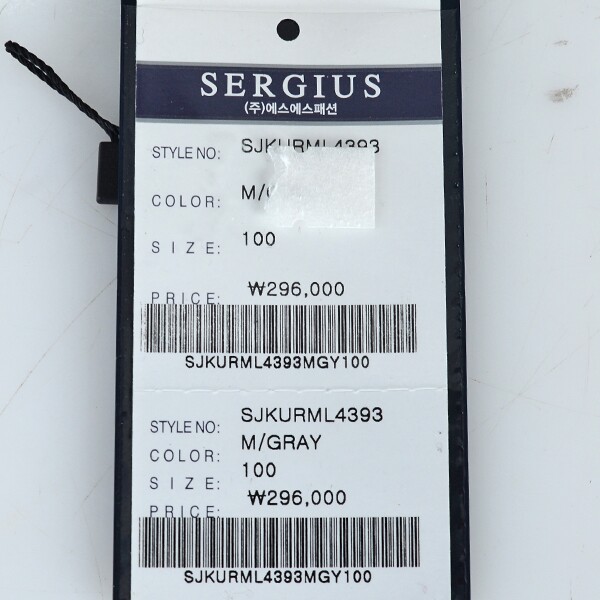 SERGIUS
(주)에스에스패션
STYLE NO: SJKURML4393
COLOR: M/
SIZE: 100
PRICE: ₩296,000
SJKURML4393MGY100
STYLE NO: SJKURML4393
COLOR: M/GRAY
SIZE: 100
PRICE: ₩296,000
SJKURML4393MGY100